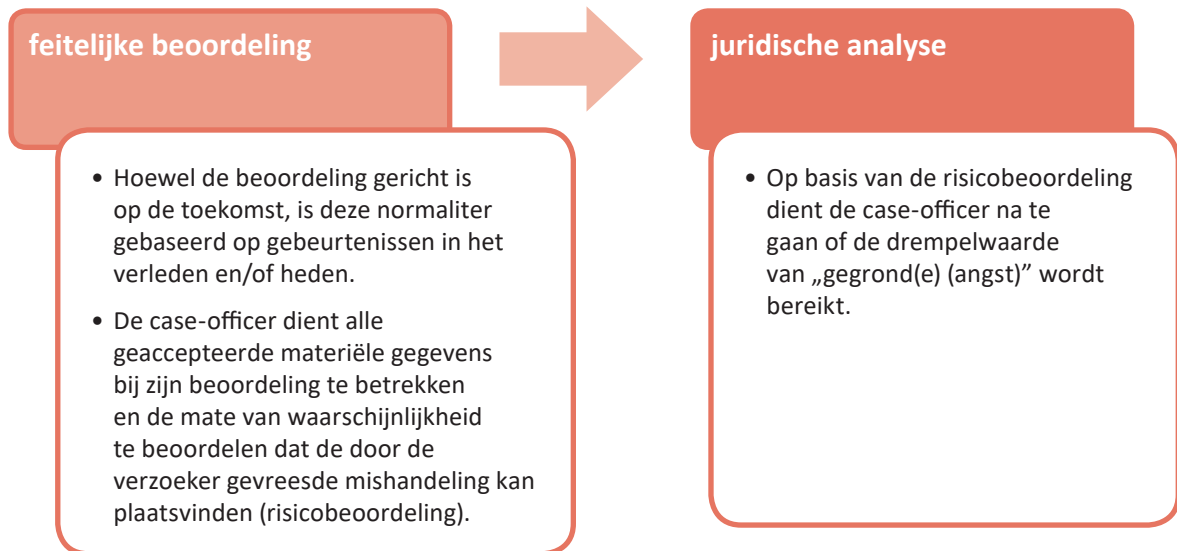 feitelijke beoordeling
• Hoewel de beoordeling gericht is
op de toekomst, is deze normaliter
gebaseerd op gebeurtenissen in het
verleden en/of heden.
• De case-officer dient alle
geaccepteerde materiële gegevens
bij zijn beoordeling te betrekken
en de mate van waarschijnlijkheid
te beoordelen dat de door de
verzoeker gevreesde mishandeling kan
plaatsvinden (risicobeoordeling).
juridische analyse
• Op basis van de risicobeoordeling
dient de case-officer na te
gaan of de drempelwaarde
van „gegrond(e) (angst)” wordt
bereikt.